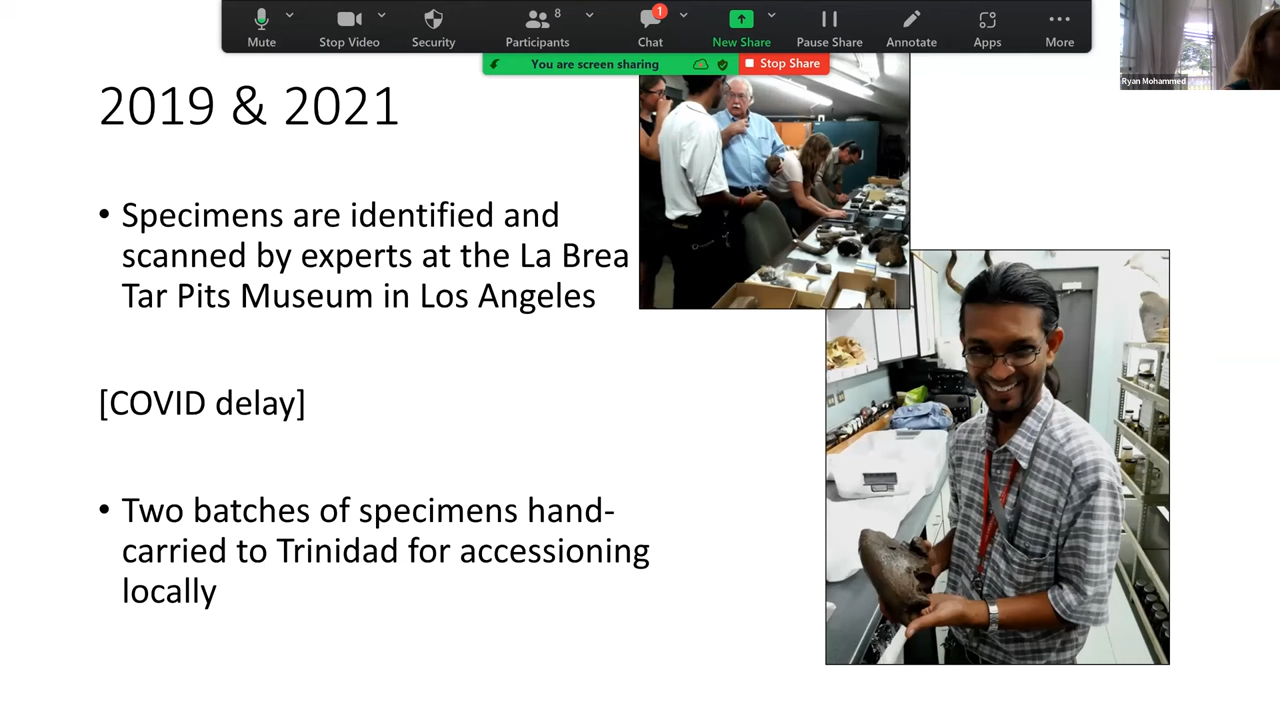 8
1
Mute
Stop Video
Security
Participants
Chat
New Share
Pause Share
Annotate
Apps
More
You are screen sharing
Stop Share
Ryan Mohammed
2019 & 2021
• Specimens are identified and
scanned by experts at the La Brea
Tar Pits Museum in Los Angeles
[COVID delay]
• Two batches of specimens hand-
carried to Trinidad for accessioning
locally